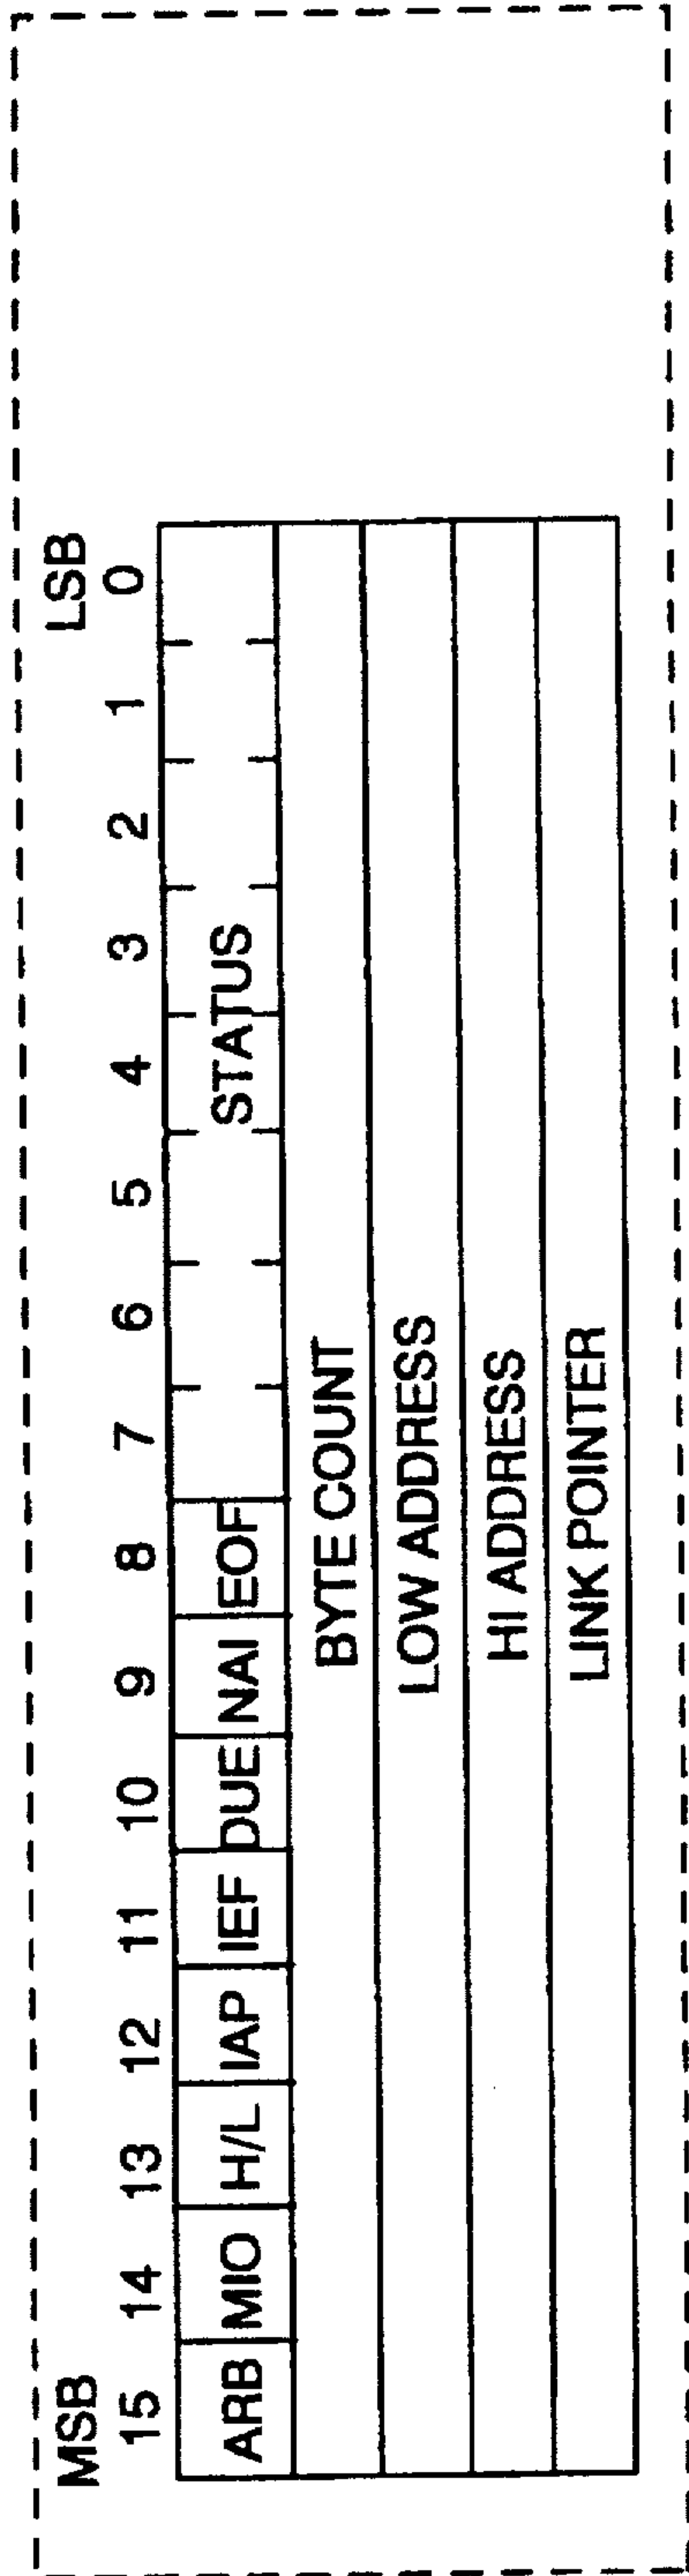 MSB LSB
15 14 13 12 11 10 9 8 7 6 5 4 3 2 1 0
ARB MIO H/L IAP IEF DUE NAI EOF STATUS
BYTE COUNT
LOW ADDRESS
HI ADDRESS
LINK POINTER